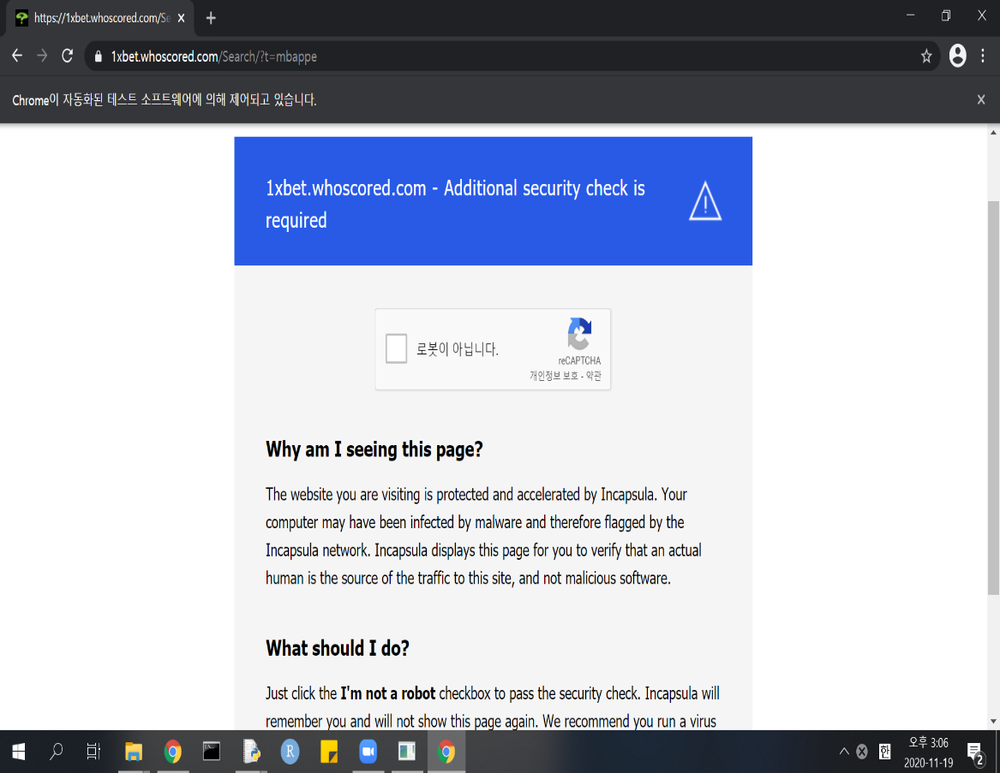 https://1xbet.whoscored.com/Se
1xbet.whoscored.com/Search/?t=mbappe
Chrome이 자동화된 테스트 소프트웨어에 의해 제어되고 있습니다.
1xbet.whoscored.com - Additional security check is
required
로봇이 아닙니다.
reCAPTCHA
개인정보 보호 - 약관
Why am I seeing this page?
The website you are visiting is protected and accelerated by Incapsula. Your
computer may have been infected by malware and therefore flagged by the
Incapsula network. Incapsula displays this page for you to verify that an actual
human is the source of the traffic to this site, and not malicious software.
What should I do?
Just click the I'm not a robot checkbox to pass the security check. Incapsula will
remember you and will not show this page again. We recommend you run a virus
R
한
오후 3:06
2020-11-19
2